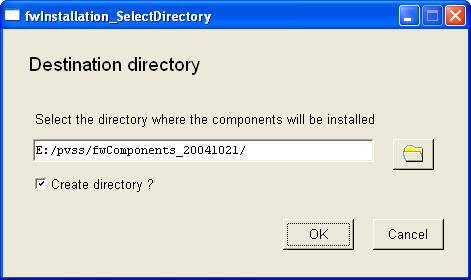 fwInstallation_SelectDirectory
Destination directory
Select the directory where the components will be installed
E:/pvss/fwComponents_20041021/
Create directory ?
OK
Cancel